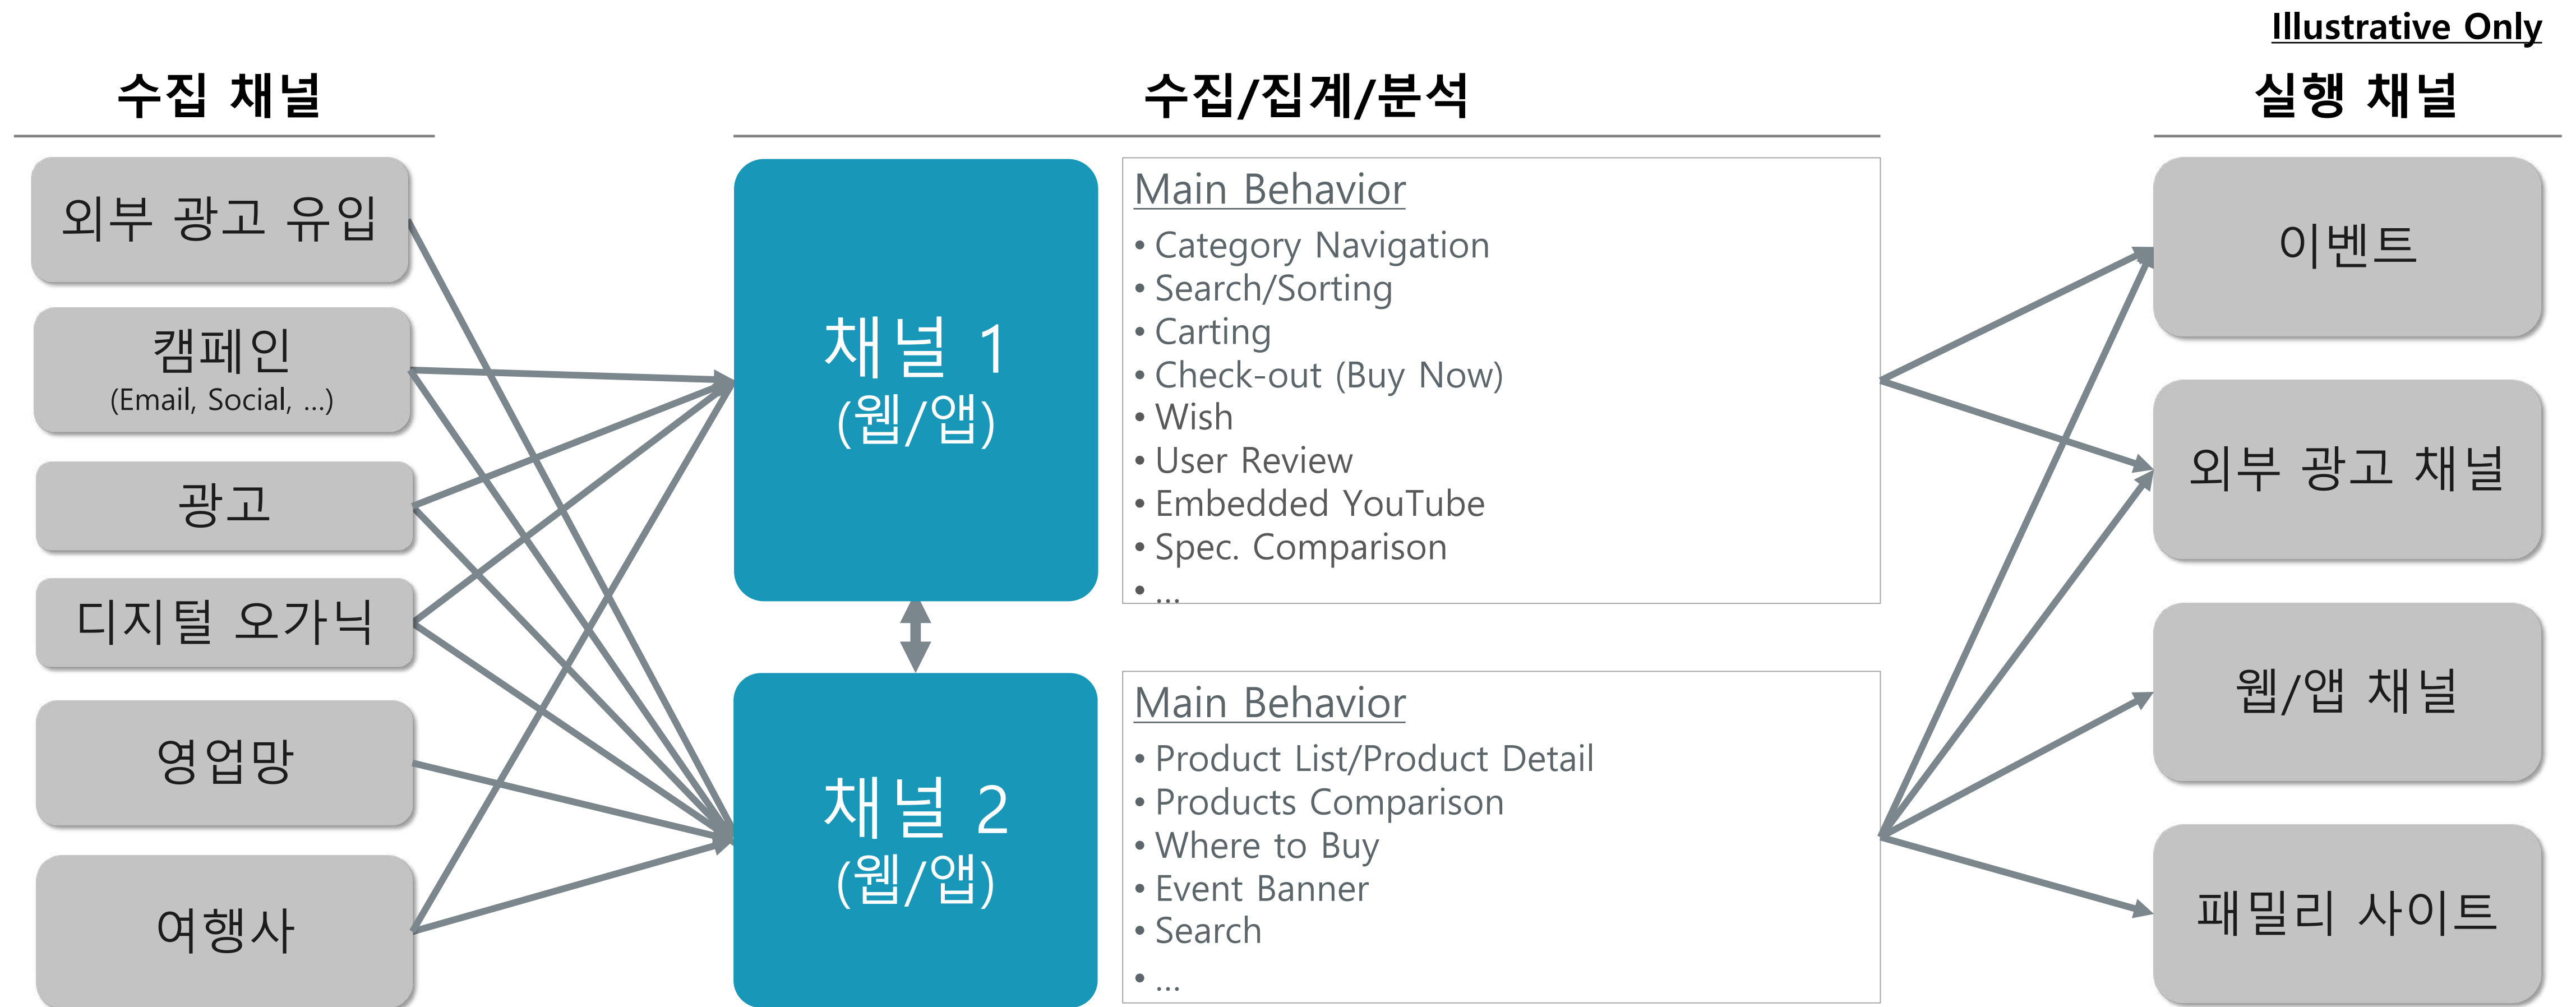 Illustrative Only
수집 채널
외부 광고 유입
캠페인
(Email, Social, ...)
광고
디지털 오가닉
영업망
여행사
수집/집계/분석
채널 1
(웹/앱)
Main Behavior
• Category Navigation
• Search/Sorting
• Carting
• Check-out (Buy Now)
• Wish
• User Review
• Embedded YouTube
• Spec. Comparison
• ...
채널 2
(웹/앱)
Main Behavior
• Product List/Product Detail
• Products Comparison
• Where to Buy
• Event Banner
• Search
• ...
실행 채널
이벤트
외부 광고 채널
웹/앱 채널
패밀리 사이트